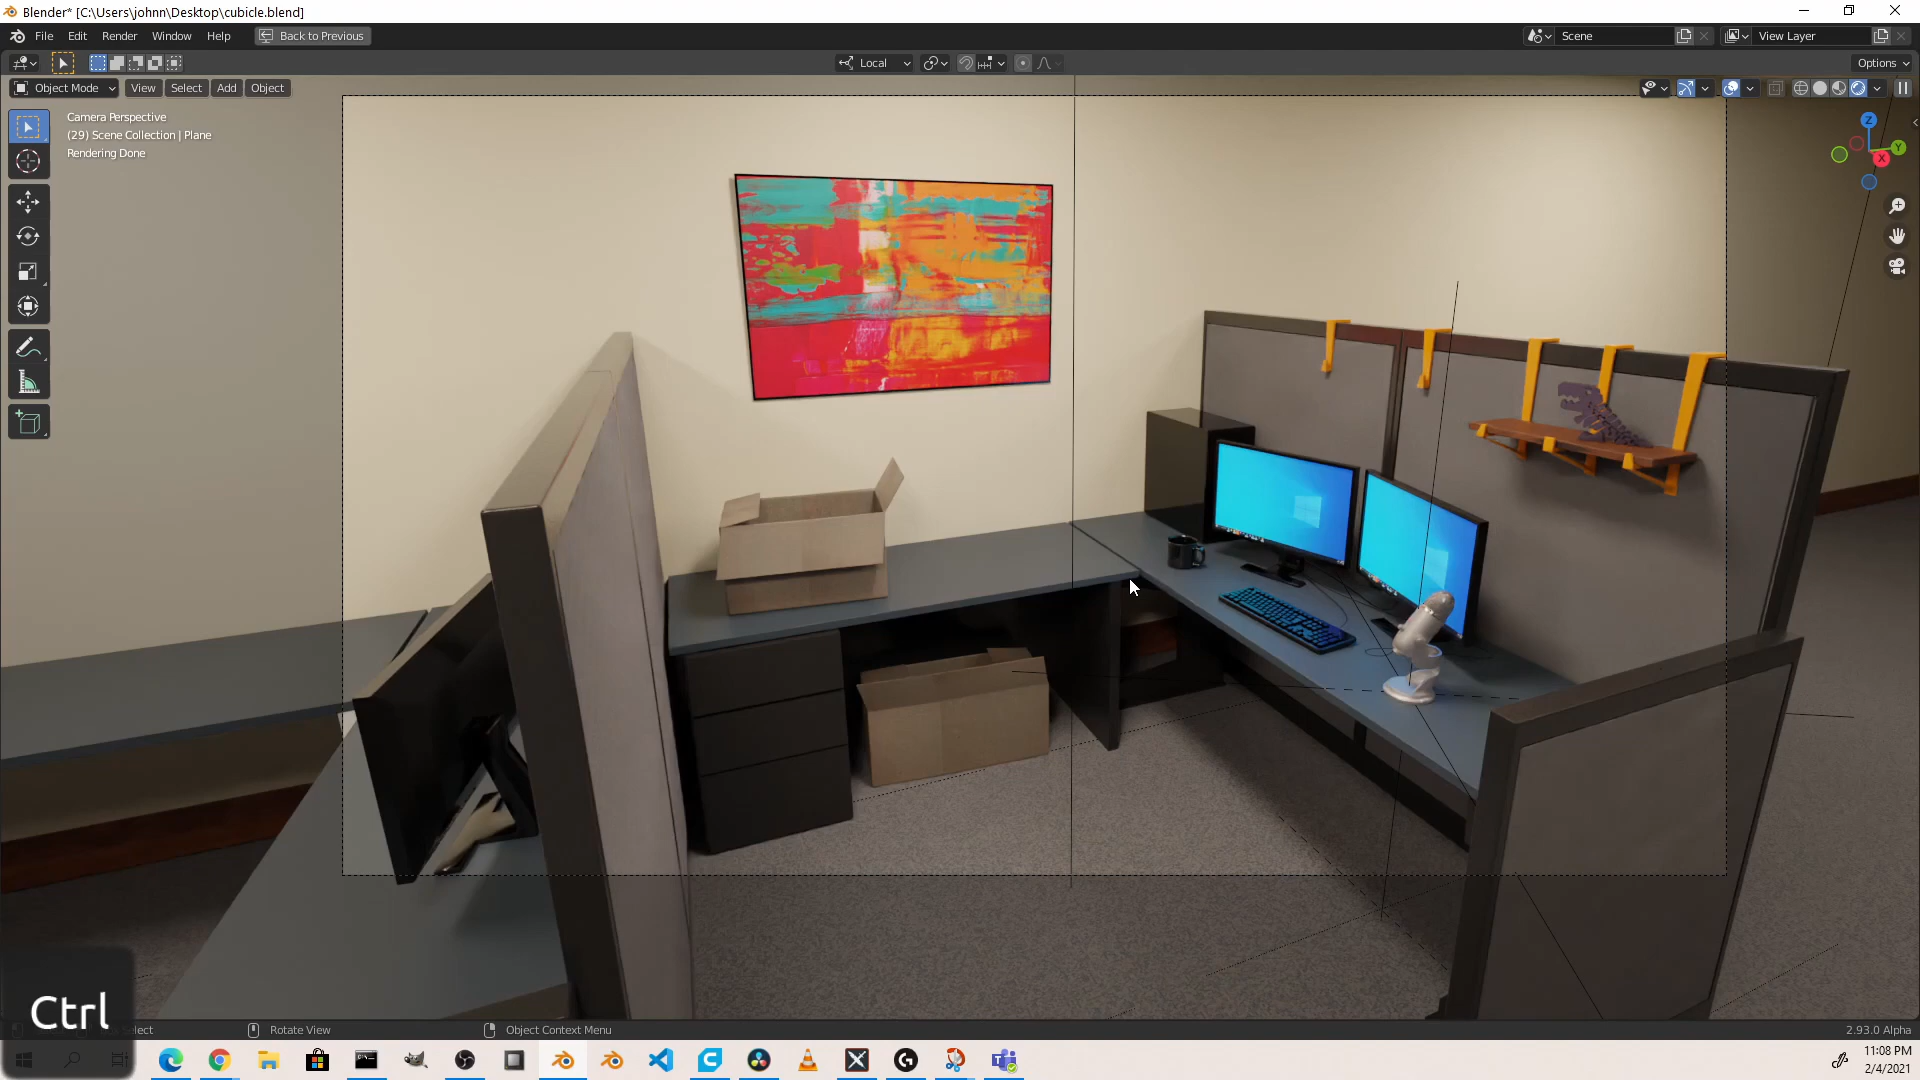 Blender* [C:\Users\johnn\Desktop\cubicle.blend]
File Edit Render Window Help Back to Previous Scene View Layer
Local Options
Object Mode View Select Add Object
Camera Perspective
(29) Scene Collection | Plane
Rendering Done
Z
Y
X
Ctrl
Select Rotate View Object Context Menu 2.93.0 Alpha
11:08 PM
2/4/2021